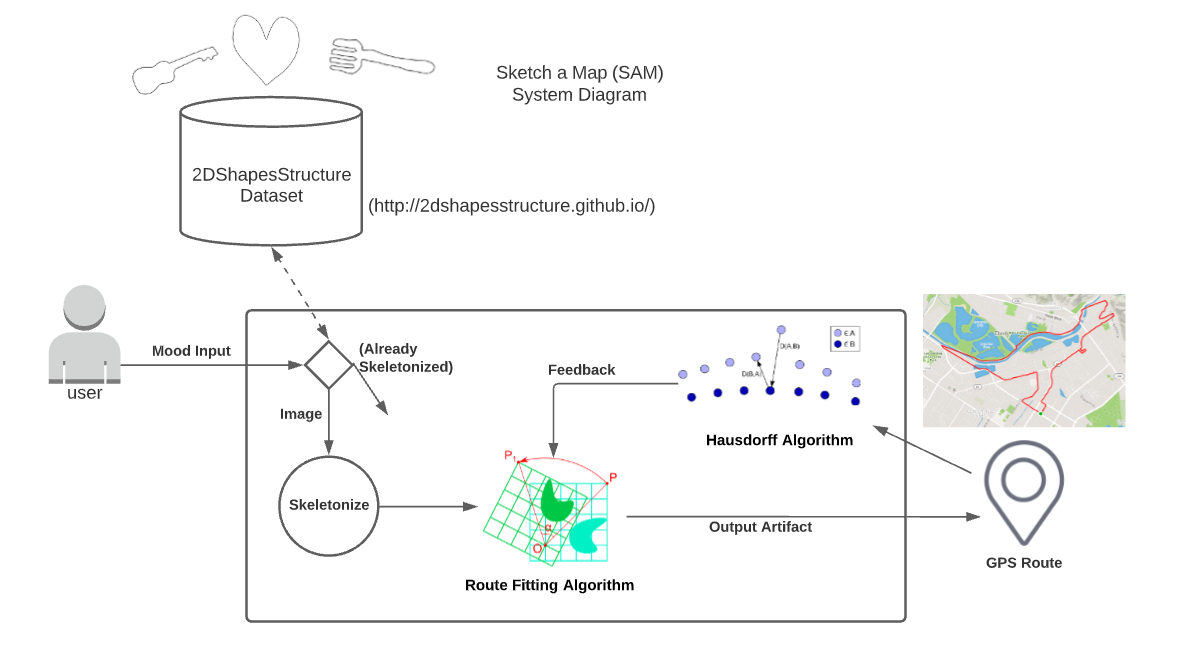 Sketch a Map (SAM)
System Diagram
2DShapesStructure
Dataset
(http://2dshapesstructure.github.io/)
user
Mood Input
(Already
Skeletonized)
Image
Skeletonize
Feedback
D(A,B)
D(B,A)
∈A
∈B
Hausdorff Algorithm
P1
P
α
O
Route Fitting Algorithm
Output Artifact
GPS Route